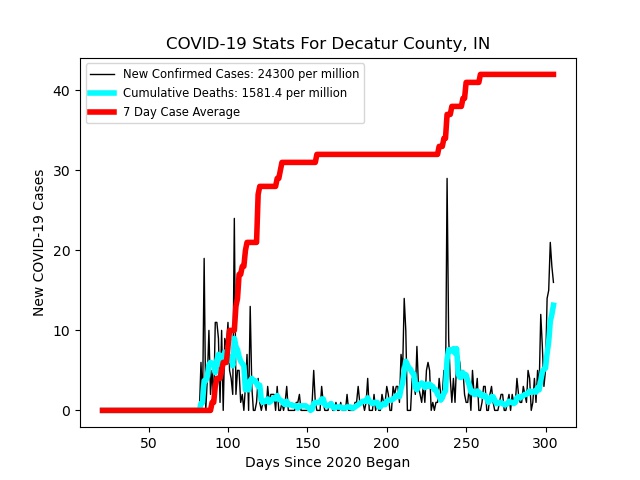 COVID-19 Stats For Decatur County, IN
New Confirmed Cases: 24300 per million
Cumulative Deaths: 1581.4 per million
7 Day Case Average
40
30
20
10
0
New COVID-19 Cases
50 100 150 200 250 300
Days Since 2020 Began